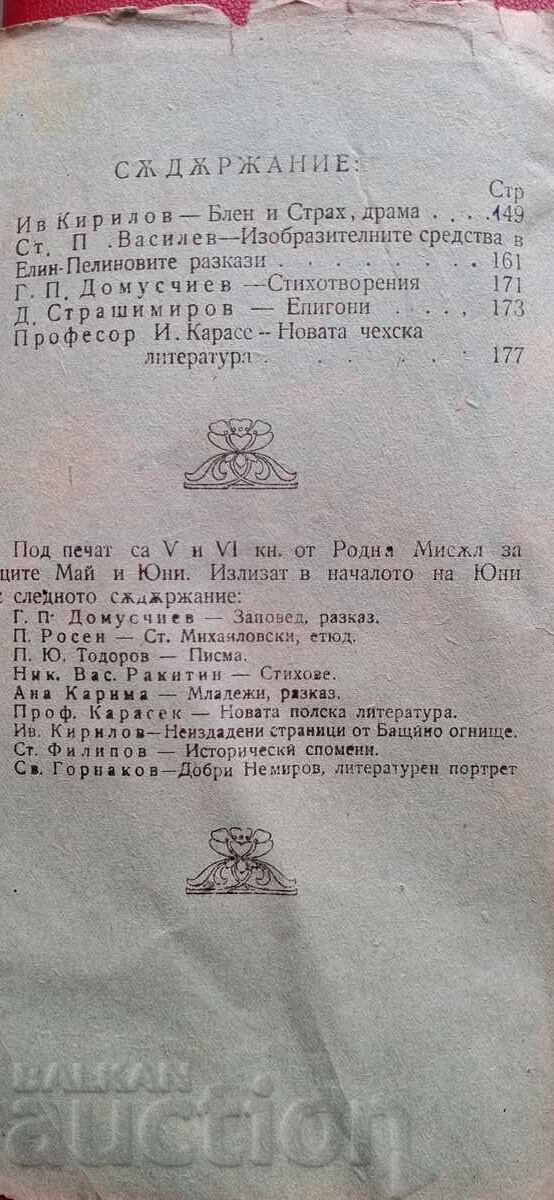 СѪДѪРЖАНИЕ:
Стр
Ив Кирилов — Блен и Страх, драма . . . . 149
Ст. П. Василев—Изобразителните средства в
Елин-Пелиновите разкази . . . . . . . . 161
Г. П. Домусчиев —Стихотворения 171
Д. Страшимиров — Епигони . . . , 173
Професор И. Карасе -- Новата чехска
литература . . . . . 177
Под печат са V и VI кн. от Родна Мисѫл за
ците Май и Юни. Излизат в началото на Юни
с следното сѫдѫржание:
Г. П. Домусчиев — Заповед, разказ.
П. Росен — Ст. Михаиловски, етюд.
П. Ю. Тодоров — Писма.
Ник. Вас. Ракитин — Стихове.
Ана Карима — Младежи, разказ.
Проф. Карасек — Новата полска литература.
Ив. Кирилов—Неиздадени страници от Бащино огнище.
Ст. Филипов — Исторически спомени.
Св. Горнаков—Добри Немиров, литературен портрет
BALKAN
auction